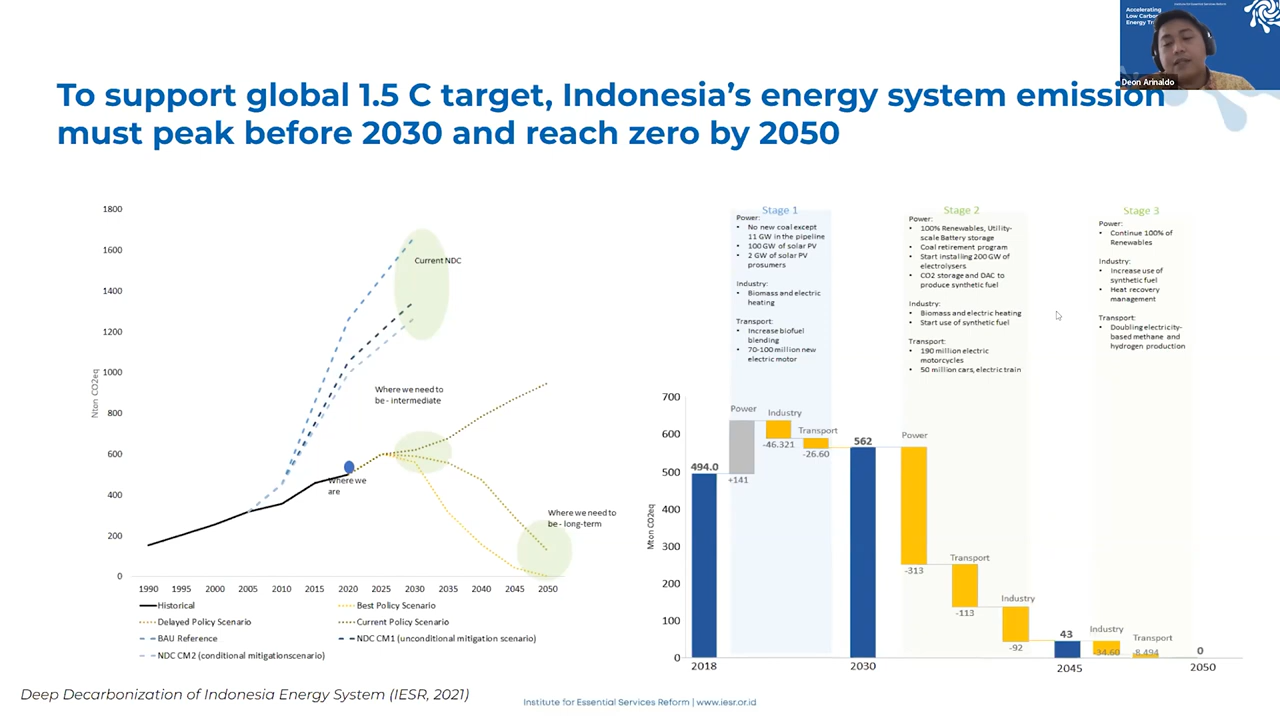 Accelerating
Low Carbo
Energy Tr
Deon Arinaldo
To support global 1.5 C target, Indonesia's energy system emission
must peak before 2030 and reach zero by 2050
1800
1600
1400
1200
1000
800
600
400
200
0
Nton CO2eq
Current NDC
Where we need to
be - intermediate
Where we
are
Where we need to
be - long-term
1990 1995 2000 2005 2010 2015 2020 2025 2030 2035 2040 2045 2050
Historical
Best Policy Scenario
Delayed Policy Scenario
Current Policy Scenario
BAU Reference
NDC CM1 (unconditional mitigation scenario)
NDC CM2 (conditional mitigationscenario)
Stage 1
Power:
• No new coal except
11 GW in the pipeline
• 100 GW of solar PV
• 2 GW of solar PV
prosumers
Industry:
• Biomass and electric
heating
Transport:
• Increase biofuel
blending
• 70-100 million new
electric motor
Stage 2
Power:
• 100% Renewables, Utility-
scale Battery storage
• Coal retirement program
• Start installing 200 GW of
electrolysers
• CO2 storage and DAC to
produce synthetic fuel
Industry:
• Biomass and electric heating
• Start use of synthetic fuel
Transport:
• 190 million electric
motorcycles
• 50 million cars, electric train
Stage 3
Power:
• Continue 100% of
Renewables
Industry:
• Increase use of
synthetic fuel
• Heat recovery
management
Transport:
• Doubling electricity-
based methane and
hydrogen production
700
600
500
400
300
200
100
0
Mton CO2eq
494.0
Power
+141
Industry
-46.321
Transport
-26.60
562
Power
-313
Transport
-113
Industry
-92
43
Industry
-34.60
Transport
-8.494
0
2018 2030 2045 2050
Deep Decarbonization of Indonesia Energy System (IESR, 2021)
Institute for Essential Services Reform | www.iesr.or.id